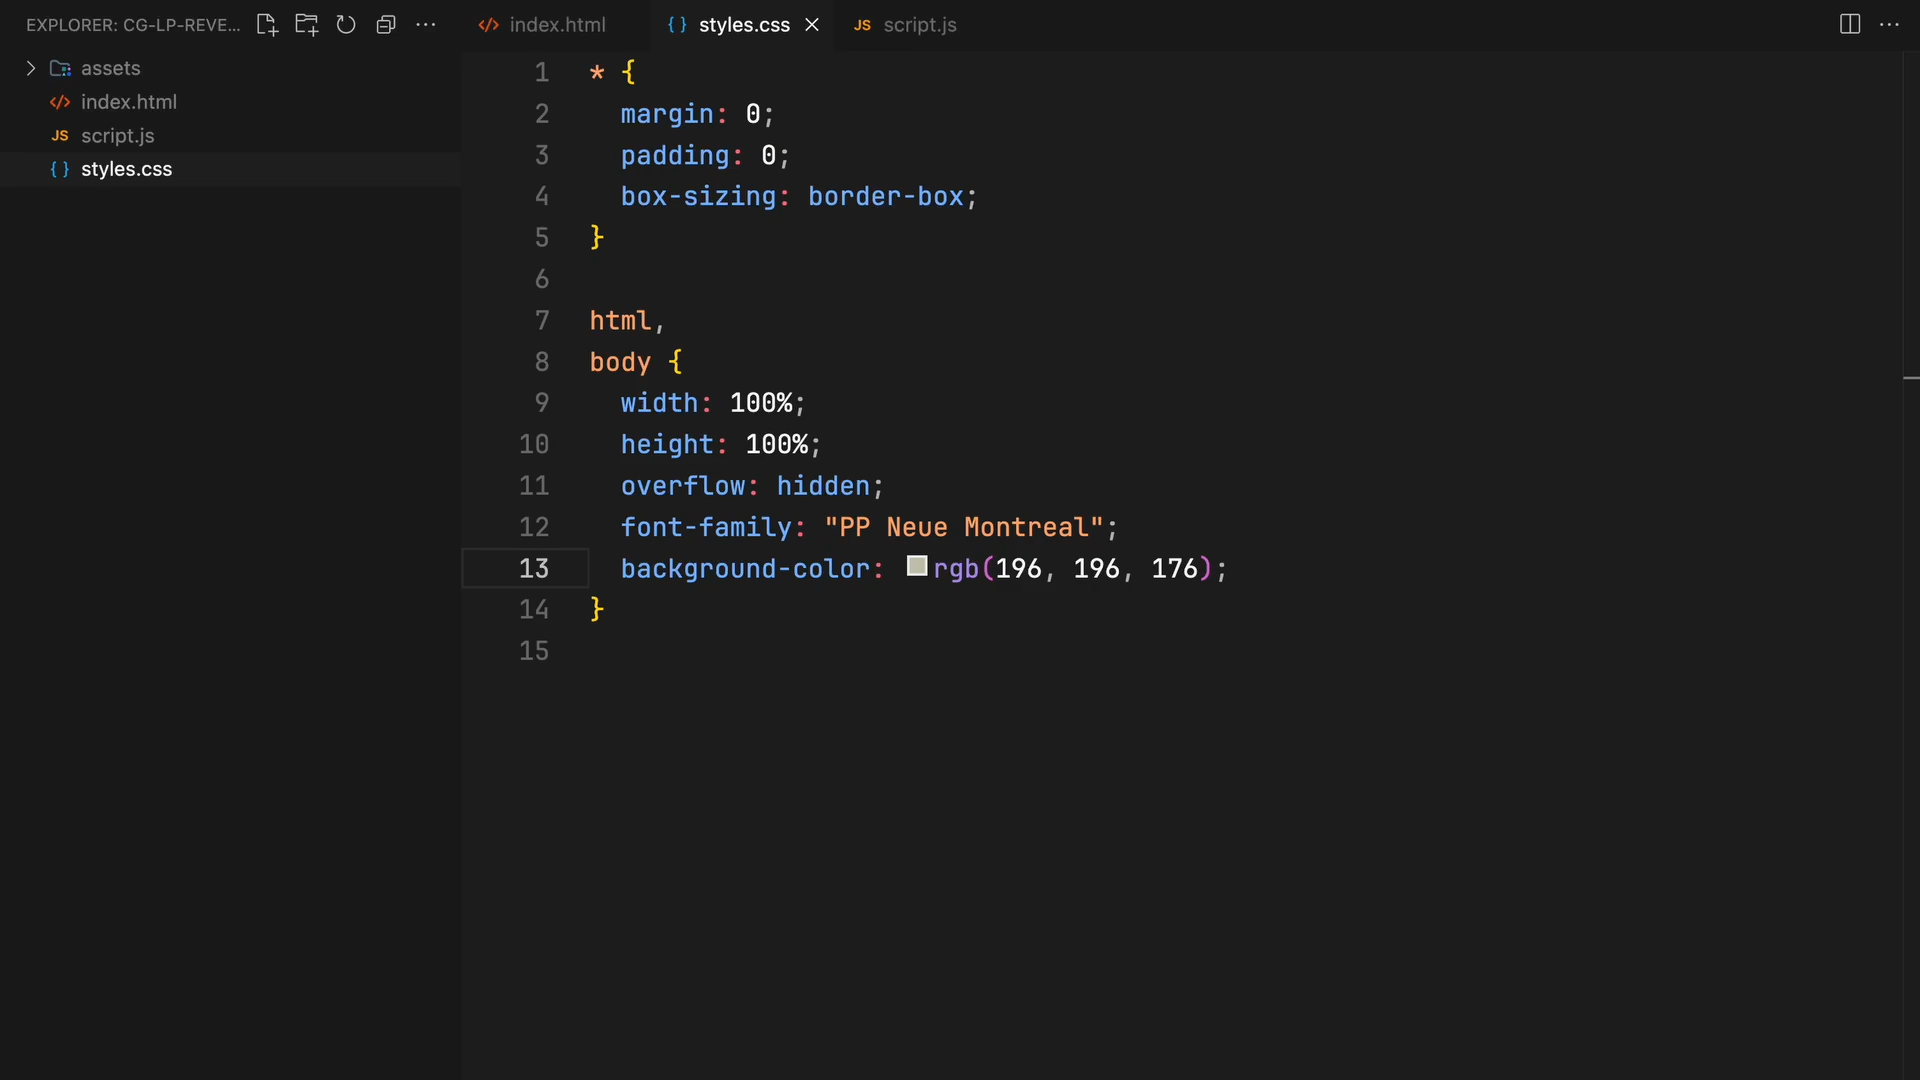 EXPLORER: CG-LP-REVE...
assets
index.html
JS script.js
{} styles.css
</> index.html
{} styles.css
JS script.js
1 * {
2 margin: 0;
3 padding: 0;
4 box-sizing: border-box;
5 }
6
7 html,
8 body {
9 width: 100%;
10 height: 100%;
11 overflow: hidden;
12 font-family: "PP Neue Montreal";
13 background-color: rgb(196, 196, 176);
14 }
15